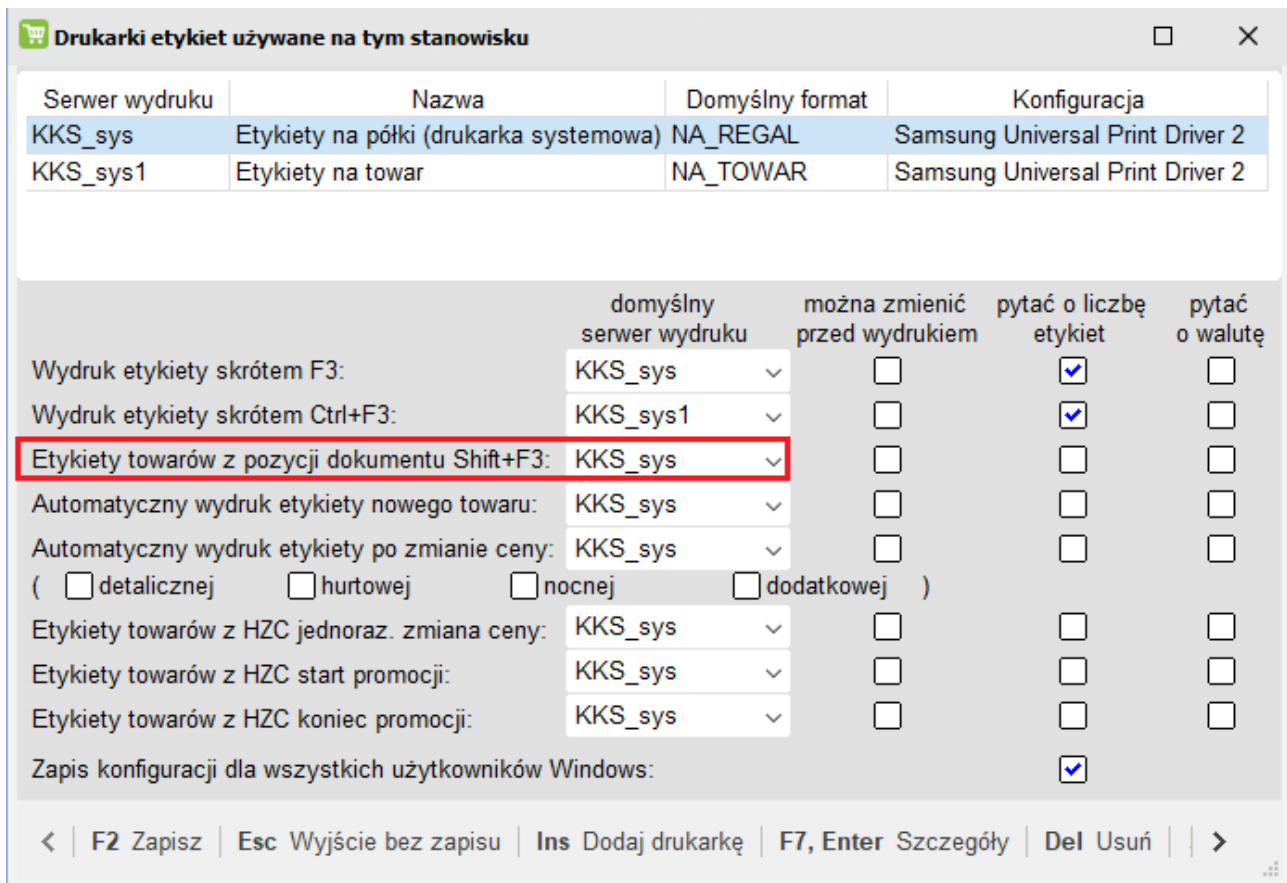 Drukarki etykiet używane na tym stanowisku
Serwer wydruku Nazwa Domyślny format Konfiguracja
KKS_sys Etykiety na półki (drukarka systemowa) NA_REGAL Samsung Universal Print Driver 2
KKS_sys1 Etykiety na towar NA_TOWAR Samsung Universal Print Driver 2
domyślny można zmienić pytać o liczbę pytać
serwer wydruku przed wydrukiem etykiet o walutę
Wydruk etykiety skrótem F3: KKS_sys
Wydruk etykiety skrótem Ctrl+F3: KKS_sys1
Etykiety towarów z pozycji dokumentu Shift+F3: KKS_sys
Automatyczny wydruk etykiety nowego towaru: KKS_sys
Automatyczny wydruk etykiety po zmianie ceny: KKS_sys
( detalicznej hurtowej nocnej dodatkowej )
Etykiety towarów z HZC jednoraz. zmiana ceny: KKS_sys
Etykiety towarów z HZC start promocji: KKS_sys
Etykiety towarów z HZC koniec promocji: KKS_sys
Zapis konfiguracji dla wszystkich użytkowników Windows:
F2 Zapisz Esc Wyjście bez zapisu Ins Dodaj drukarkę F7, Enter Szczegóły Del Usuń